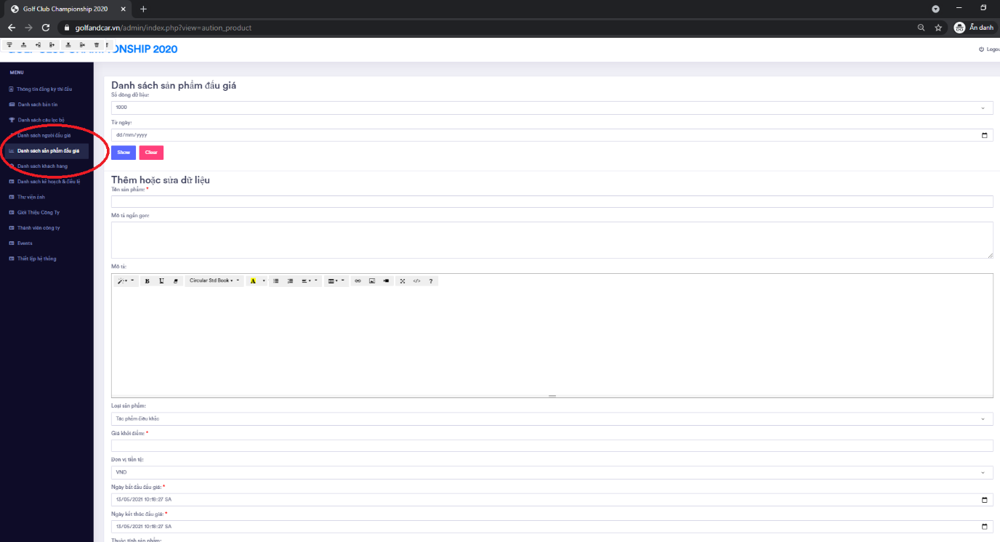 Golf Club Championship 2020
golfandcar.vn/admin/index.php?view=aution_product
Ẩn danh
CHAMPIONSHIP 2020
Logou
MENU
Thông tin đăng ký thi đấu
Danh sách bản tin
Danh sách câu lạc bộ
Danh sách người đấu giá
Danh sách sản phẩm đấu giá
Danh sách khách hàng
Danh sách kế hoạch & điều lệ
Thư viện ảnh
Giới Thiệu Công Ty
Thành viên công ty
Events
Thiết lập hệ thống
Danh sách sản phẩm đấu giá
Số dòng dữ liệu:
1000
Từ ngày:
dd/mm/yyyy
Show Clear
Thêm hoặc sửa dữ liệu
Tên sản phẩm: *
Mô tả ngắn gọn:
Mô tả:
B U Circular Std Book A </> ?
Loại sản phẩm:
Tác phẩm điêu khắc
Giá khởi điểm: *
Đơn vị tiền tệ:
VND
Ngày bắt đầu đấu giá: *
13/05/2021 10:18:27 SA
Ngày kết thúc đấu giá: *
13/05/2021 10:18:27 SA
Thuộc tính sản phẩm: